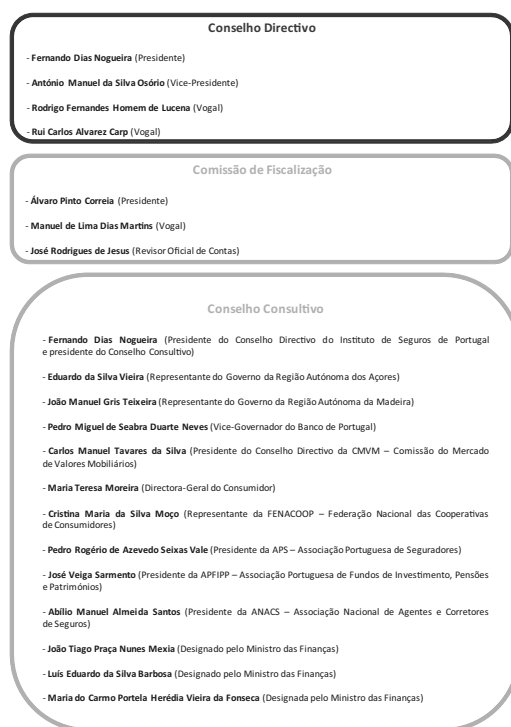 Conselho Directivo
- Fernando Dias Nogueira (Presidente)
- António Manuel da Silva Osório (Vice-Presidente)
- Rodrigo Fernandes Homem de Lucena (Vogal)
- Rui Carlos Alvarez Carp (Vogal)
Comissão de Fiscalização
- Álvaro Pinto Correia (Presidente)
- Manuel de Lima Dias Martins (Vogal)
- José Rodrigues de Jesus (Revisor Oficial de Contas)
Conselho Consultivo
- Fernando Dias Nogueira (Presidente do Conselho Directivo do Instituto de Seguros de Portugal
e presidente do Conselho Consultivo)
- Eduardo da Silva Vieira (Representante do Governo da Região Autónoma dos Açores)
- João Manuel Gris Teixeira (Representante do Governo da Região Autónoma da Madeira)
- Pedro Miguel de Seabra Duarte Neves (Vice-Governador do Banco de Portugal)
- Carlos Manuel Tavares da Silva (Presidente do Conselho Directivo da CMVM – Comissão do Mercado
de Valores Mobiliários)
- Maria Teresa Moreira (Directora-Geral do Consumidor)
- Cristina Maria da Silva Moço (Representante da FENACOOP – Federação Nacional das Cooperativas
de Consumidores)
- Pedro Rogério de Azevedo Seixas Vale (Presidente da APS – Associação Portuguesa de Seguradores)
- José Veiga Sarmento (Presidente da APFIPP – Associação Portuguesa de Fundos de Investimento, Pensões
e Patrimónios)
- Abílio Manuel Almeida Santos (Presidente da ANACS – Associação Nacional de Agentes e Corretores
de Seguros)
- João Tiago Praça Nunes Mexia (Designado pelo Ministro das Finanças)
- Luís Eduardo da Silva Barbosa (Designado pelo Ministro das Finanças)
- Maria do Carmo Portela Herédia Vieira da Fonseca (Designada pelo Ministro das Finanças)